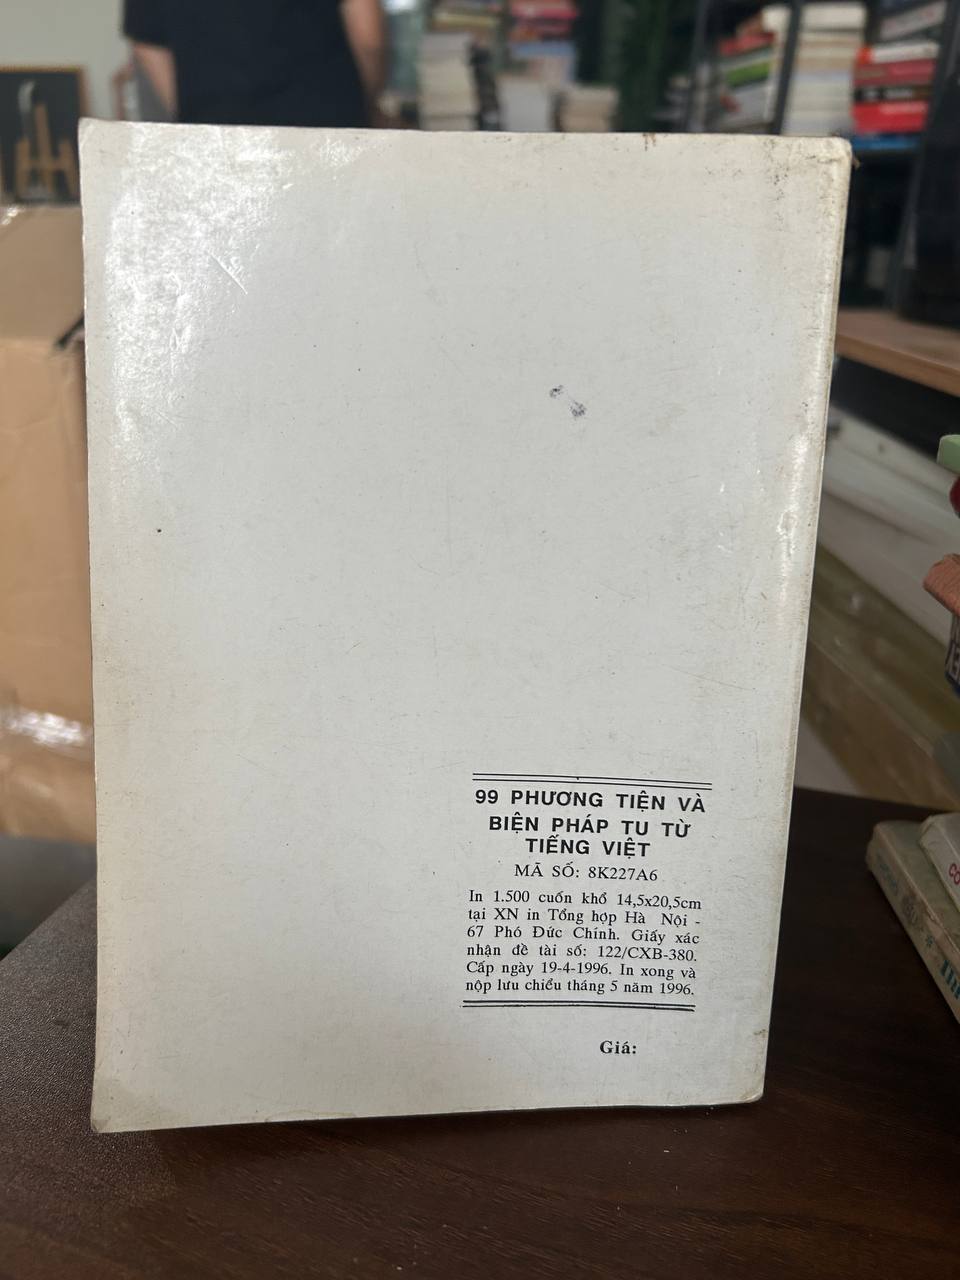 99 PHƯƠNG TIỆN VÀ
BIỆN PHÁP TU TỪ
TIẾNG VIỆT
MÃ SỐ: 8K227A6
In 1.500 cuốn khổ 14,5x20,5cm
tại XN in Tổng hợp Hà Nội -
67 Phó Đức Chính. Giấy xác
nhận đề tài số: 122/CXB-380.
Cấp ngày 19-4-1996. In xong và
nộp lưu chiểu tháng 5 năm 1996.
Giá: